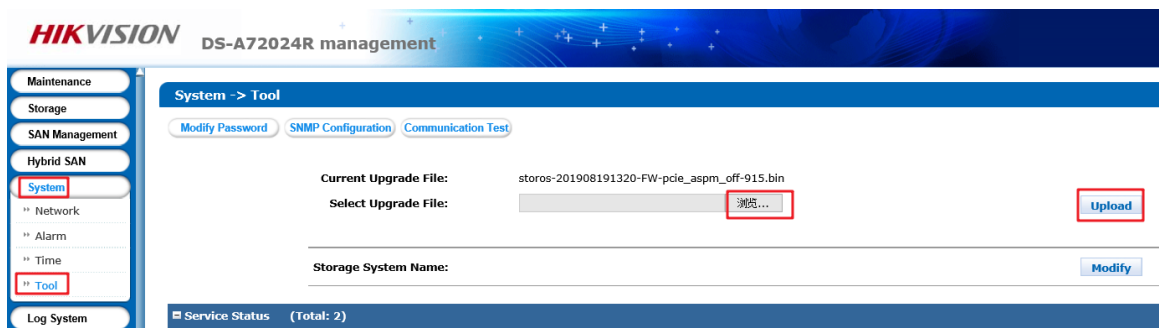 HIKVISION DS-A72024R management
Maintenance
Storage
SAN Management
Hybrid SAN
System
Network
Alarm
Time
Tool
Log System
System -> Tool
Modify Password SNMP Configuration Communication Test
Current Upgrade File: storos-201908191320-FW-pcie_aspm_off-915.bin
Select Upgrade File: 浏览... Upload
Storage System Name: Modify
Service Status (Total: 2)